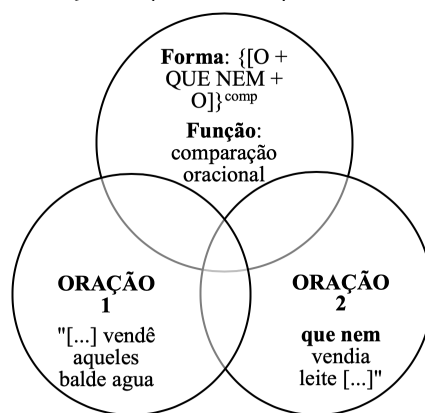 Forma: {[O +
QUE NEM +
O]}comp
Função:
comparação
oracional
ORAÇÃO
1
"[...] vendê
aqueles
balde agua
ORAÇÃO
2
que nem
vendia
leite [...]"